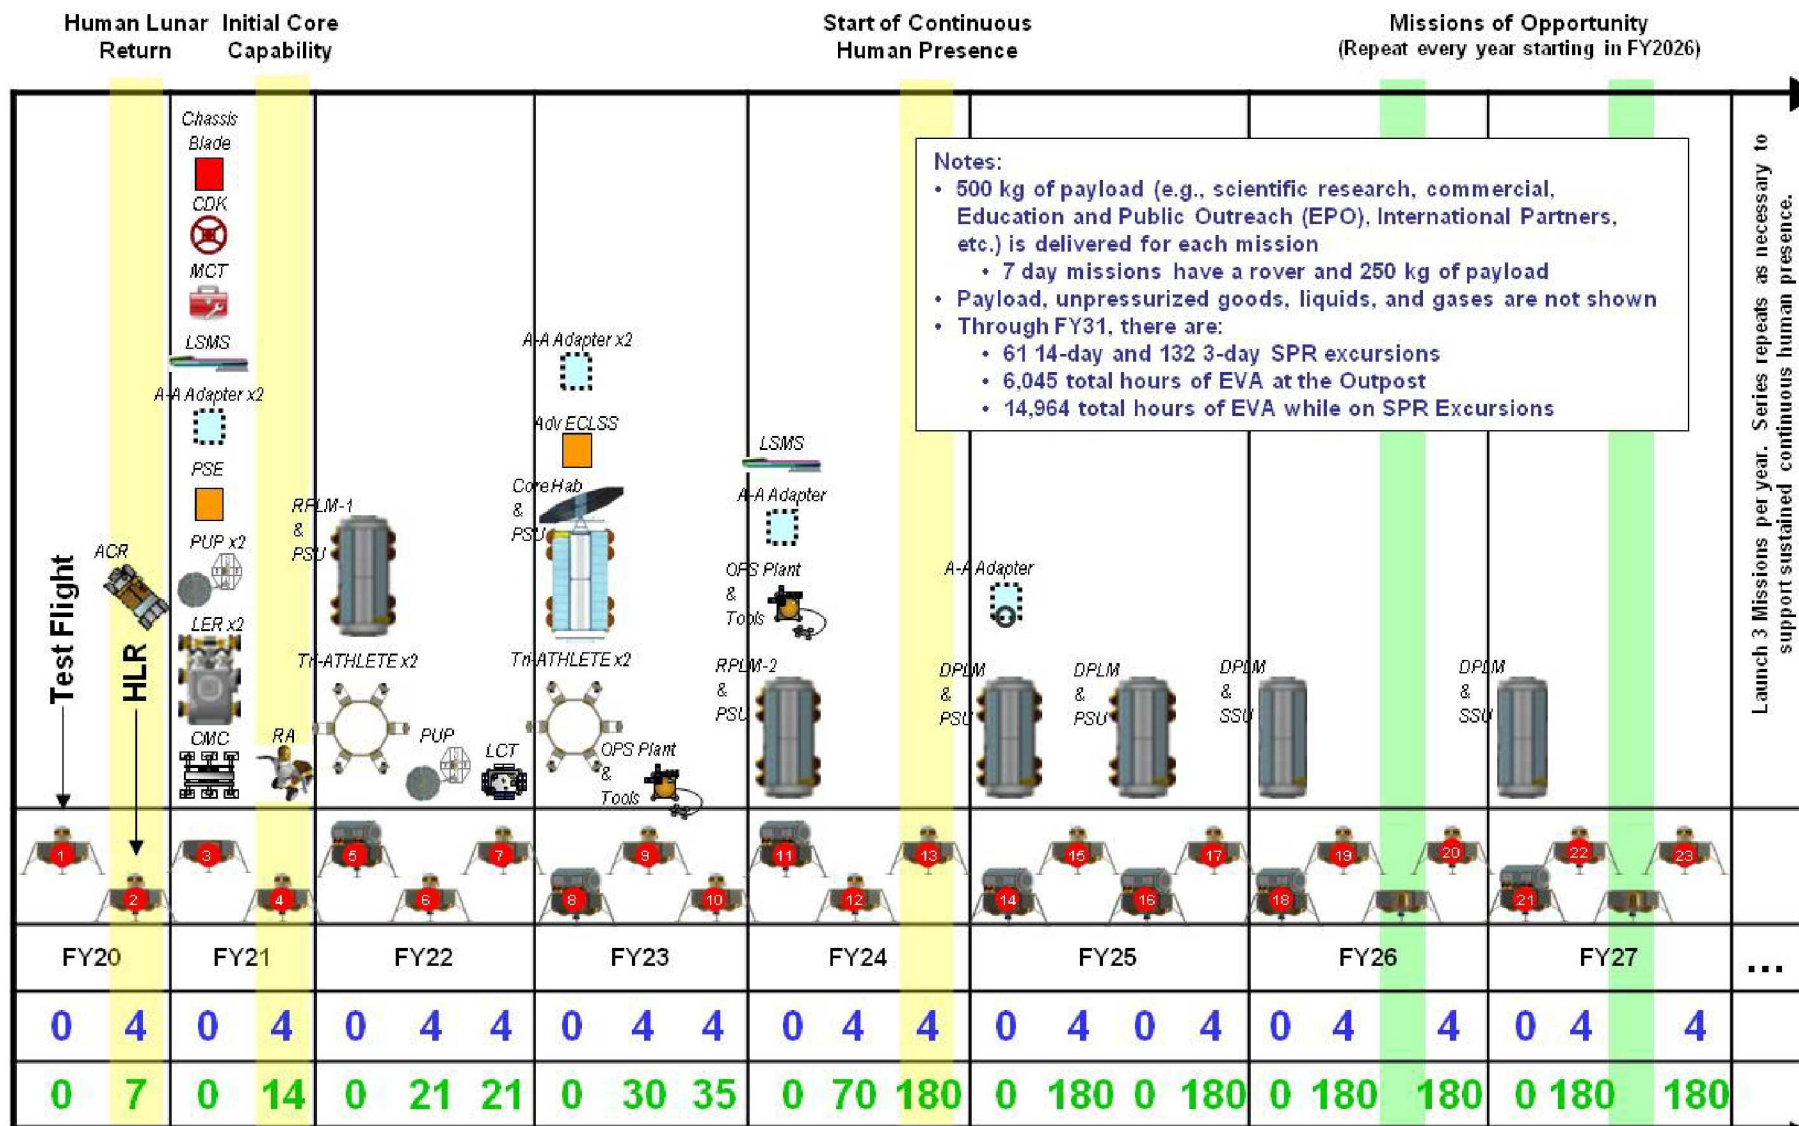 Human Lunar
Return
Initial Core
Capability
Start of Continuous
Human Presence
Missions of Opportunity
(Repeat every year starting in FY2026)
Chassis
Blade
CDK
MCT
LSMS
A-A Adapter x2
PSE
PUP x2
LER x2
CMC
ACR
Test Flight
HLR
RA
RPLM-1
&
PSU
Tri-ATHLETE x2
PUP
LCT
A-A Adapter x2
Adv ECLSS
Core Hab
&
PSU
Tri-ATHLETE x2
OPS Plant
&
Tools
LSMS
A-A Adapter
OPS Plant
&
Tools
RPLM-2
&
PSU
A-A Adapter
DPLM
&
PSU
DPLM
&
PSU
DPLM
&
SSU
DPLM
&
SSU
Notes:
• 500 kg of payload (e.g., scientific research, commercial,
Education and Public Outreach (EPO), International Partners,
etc.) is delivered for each mission
• 7 day missions have a rover and 250 kg of payload
• Payload, unpressurized goods, liquids, and gases are not shown
• Through FY31, there are:
• 61 14-day and 132 3-day SPR excursions
• 6,045 total hours of EVA at the Outpost
• 14,964 total hours of EVA while on SPR Excursions
Launch 3 Missions per year. Series repeats as necessary to
support sustained continuous human presence.
1 2 3 4 5 6 7 8 9 10 11 12 13 14 15 16 17 18 19 20 21 22 23
FY20 FY21 FY22 FY23 FY24 FY25 FY26 FY27 ...
0 4 0 4 0 4 4 0 4 4 0 4 4 0 4 0 4 0 4 4 0 4 4
0 7 0 14 0 21 21 0 30 35 0 70 180 0 180 0 180 0 180 180 0 180 180